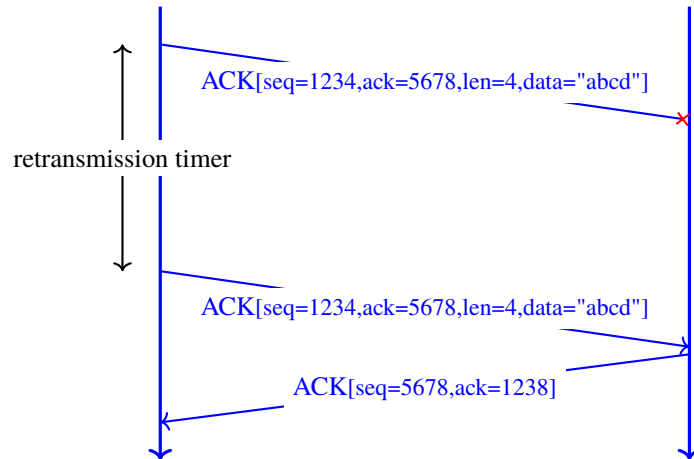 ACK[seq=1234,ack=5678,len=4,data="abcd"]
retransmission timer
ACK[seq=1234,ack=5678,len=4,data="abcd"]
ACK[seq=5678,ack=1238]